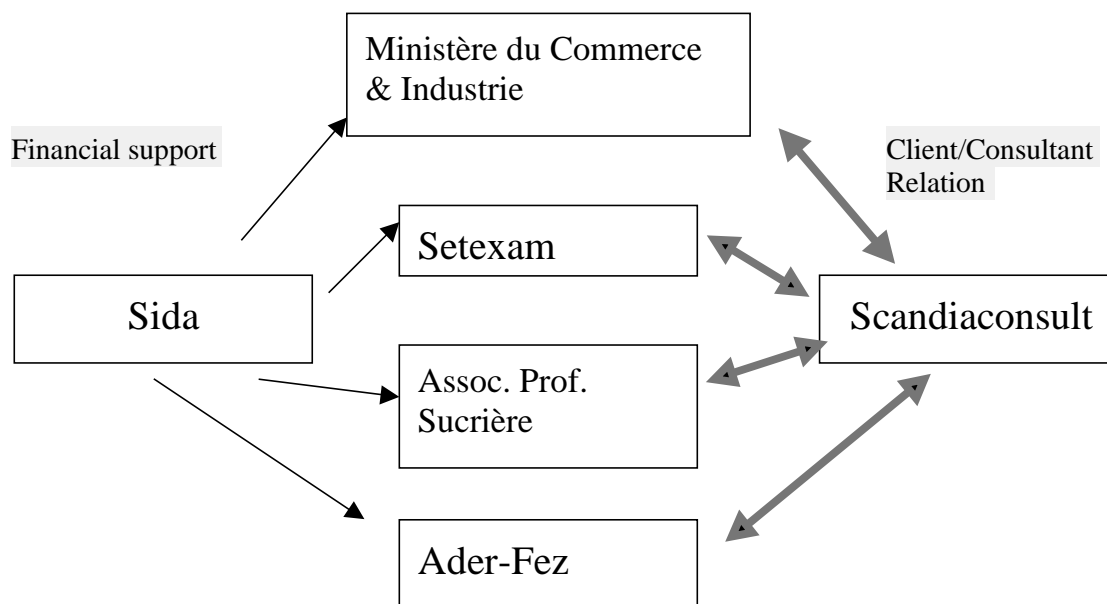 Ministère du Commerce
& Industrie
Financial support
Client/Consultant
Relation
Setexam
Sida
Scandiaconsult
Assoc. Prof.
Sucrière
Ader-Fez